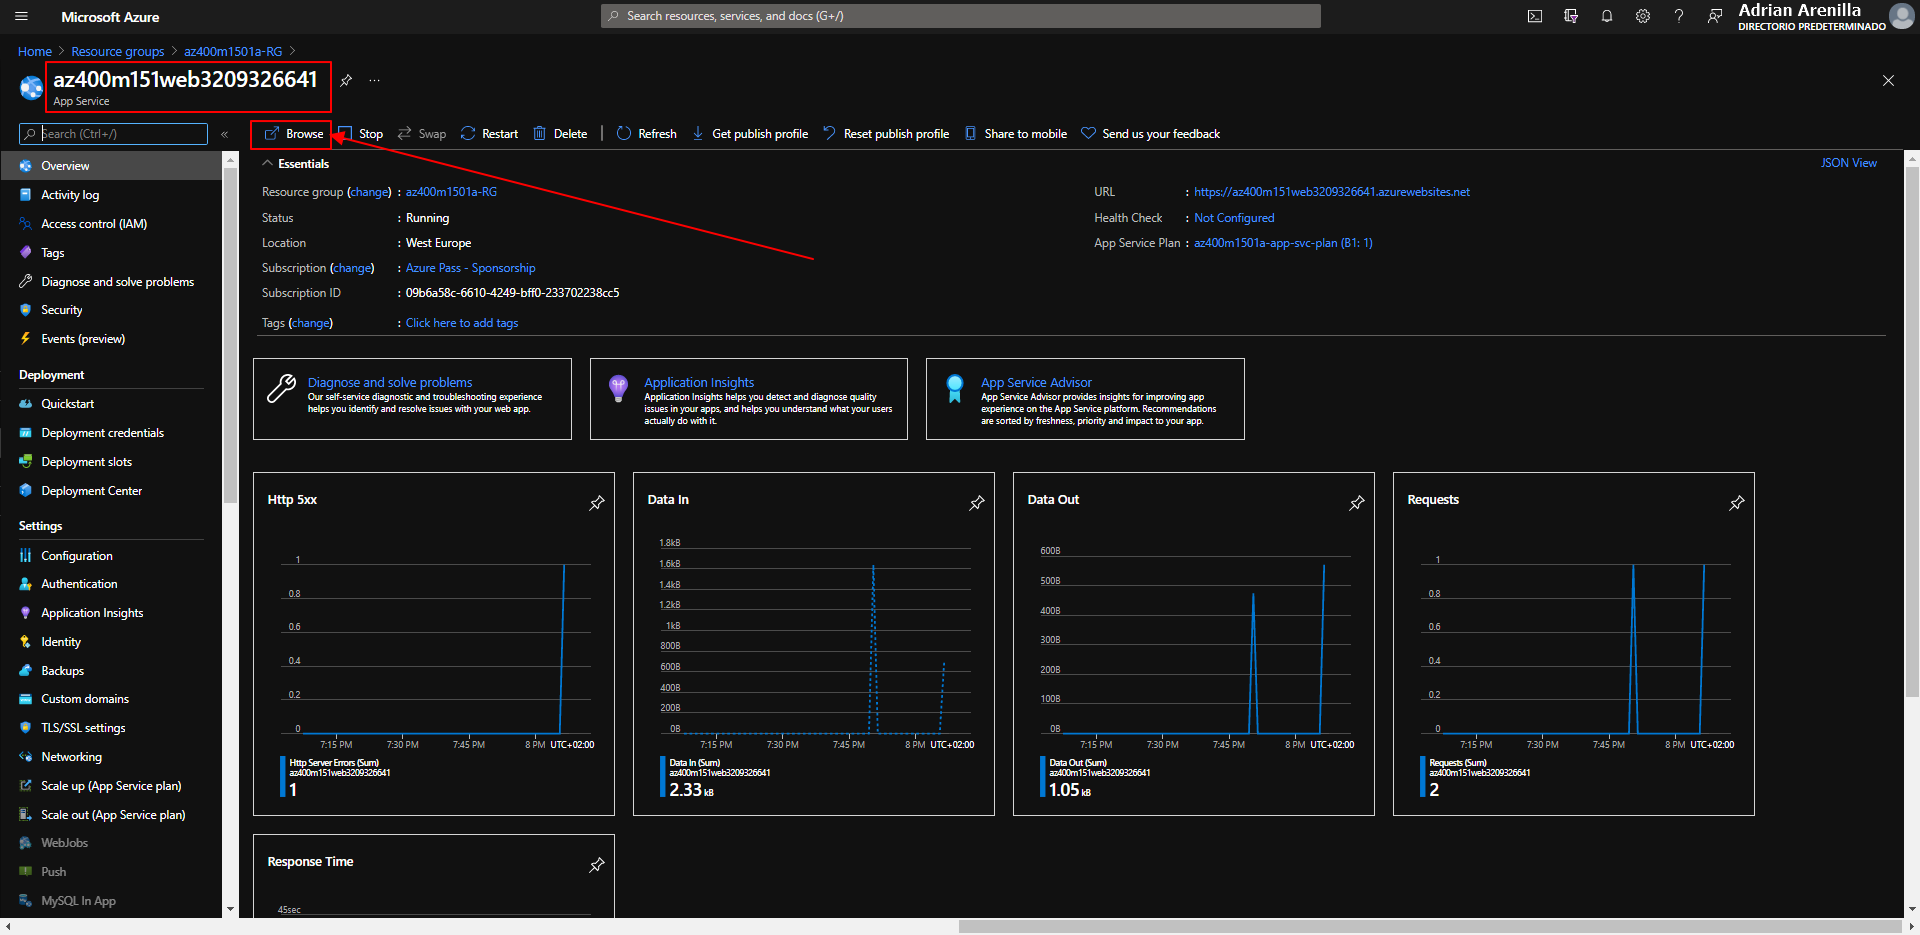 Microsoft Azure
Search resources, services, and docs (G+/)
Adrian Arenilla
DIRECTORIO PREDETERMINADO
Home > Resource groups > az400m1501a-RG >
az400m151web3209326641
App Service
Search (Ctrl+/)
Browse Stop Swap Restart Delete Refresh Get publish profile Reset publish profile Share to mobile Send us your feedback
Overview
Activity log
Access control (IAM)
Tags
Diagnose and solve problems
Security
Events (preview)
Deployment
Quickstart
Deployment credentials
Deployment slots
Deployment Center
Settings
Configuration
Authentication
Application Insights
Identity
Backups
Custom domains
TLS/SSL settings
Networking
Scale up (App Service plan)
Scale out (App Service plan)
WebJobs
Push
MySQL In App
Essentials
JSON View
Resource group (change) : az400m1501a-RG
Status : Running
Location : West Europe
Subscription (change) : Azure Pass - Sponsorship
Subscription ID : 09b6a58c-6610-4249-bff0-233702238cc5
Tags (change) : Click here to add tags
URL : https://az400m151web3209326641.azurewebsites.net
Health Check : Not Configured
App Service Plan : az400m1501a-app-svc-plan (B1: 1)
Diagnose and solve problems
Our self-service diagnostic and troubleshooting experience
helps you identify and resolve issues with your web app.
Application Insights
Application Insights helps you detect and diagnose quality
issues in your apps, and helps you understand what your users
actually do with it.
App Service Advisor
App Service Advisor provides insights for improving app
experience on the App Service platform. Recommendations
are sorted by freshness, priority and impact to your app.
Http 5xx
1
0.8
0.6
0.4
0.2
0
7:15 PM 7:30 PM 7:45 PM 8 PM UTC+02:00
Http Server Errors (Sum)
az400m151web3209326641
1
Data In
1.8kB
1.6kB
1.4kB
1.2kB
1kB
800B
600B
400B
200B
0B
7:15 PM 7:30 PM 7:45 PM 8 PM UTC+02:00
Data In (Sum)
az400m151web3209326641
2.33 kB
Data Out
600B
500B
400B
300B
200B
100B
0B
7:15 PM 7:30 PM 7:45 PM 8 PM UTC+02:00
Data Out (Sum)
az400m151web3209326641
1.05 kB
Requests
1
0.8
0.6
0.4
0.2
0
7:15 PM 7:30 PM 7:45 PM 8 PM UTC+02:00
Requests (Sum)
az400m151web3209326641
2
Response Time
45sec